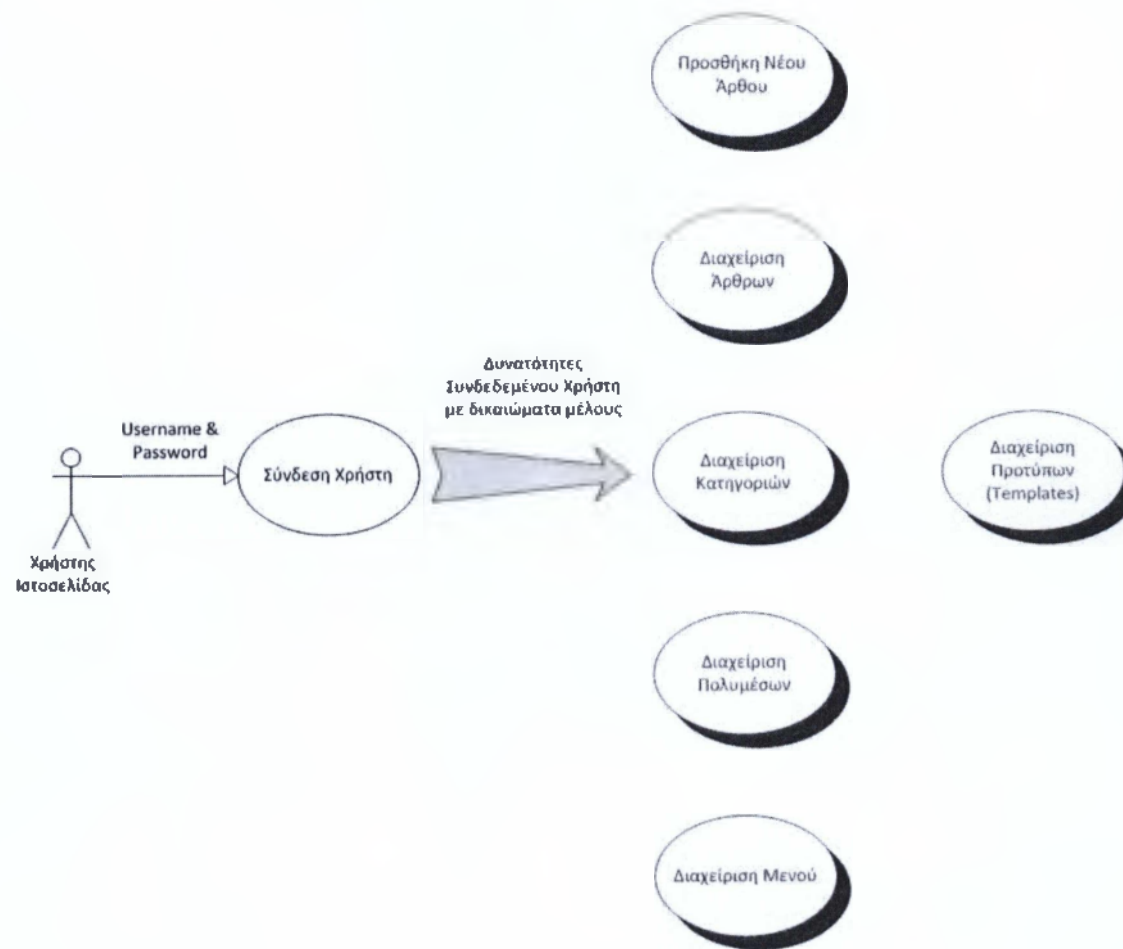 Προσθήκη Νέου
Άρθου
Διαχείριση
Άρθρων
Δυνατότητες
Συνδεδεμένου Χρήστη
με δικαιώματα μέλους
Username &
Password
Σύνδεση Χρήστη
Διαχείριση
Κατηγοριών
Διαχείριση
Προτύπων
(Templates)
Χρήστης
Ιστοσελίδας
Διαχείριση
Πολυμέσων
Διαχείριση Μενού